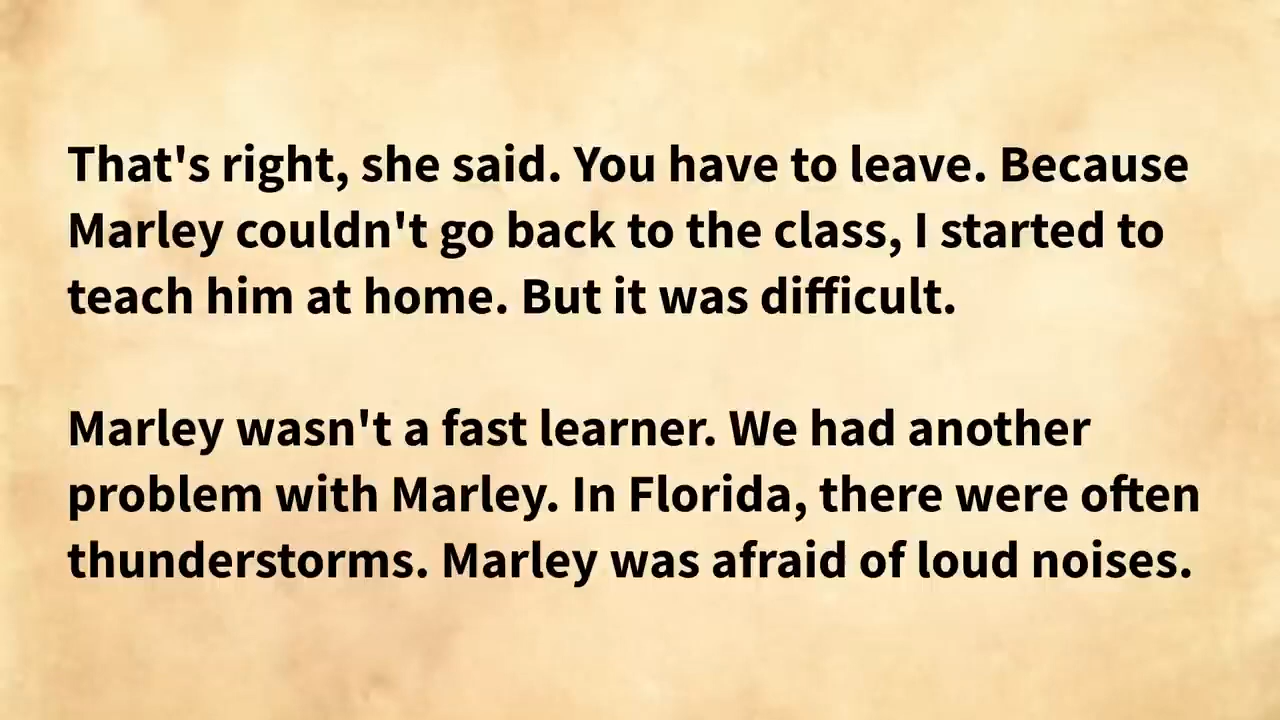 That's right, she said. You have to leave. Because
Marley couldn't go back to the class, I started to
teach him at home. But it was difficult.
Marley wasn't a fast learner. We had another
problem with Marley. In Florida, there were often
thunderstorms. Marley was afraid of loud noises.